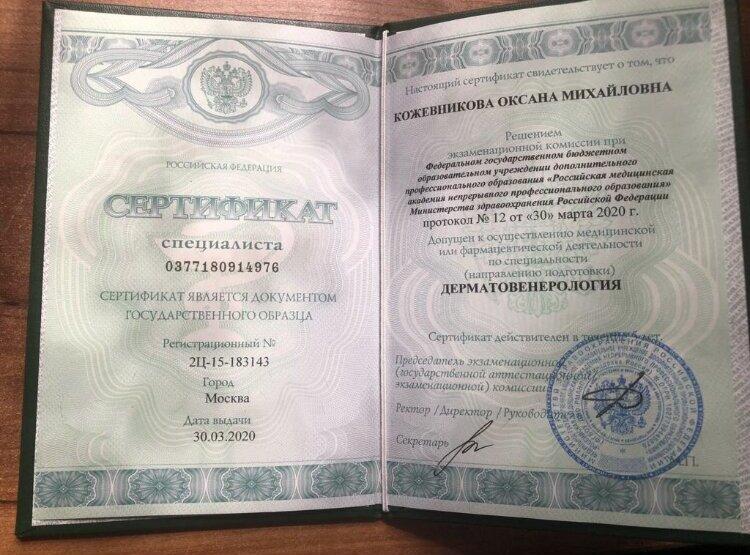 РОССИЙСКАЯ ФЕДЕРАЦИЯ
СЕРТИФИКАТ
специалиста
0377180914976
СЕРТИФИКАТ ЯВЛЯЕТСЯ ДОКУМЕНТОМ
ГОСУДАРСТВЕННОГО ОБРАЗЦА
Регистрационный №
2Ц-15-183143
Город
Москва
Дата выдачи
30.03.2020
Настоящий сертификат свидетельствует о том, что
КОЖЕВНИКОВА ОКСАНА МИХАЙЛОВНА
Решением
экзаменационной комиссии при
Федеральном государственном бюджетном
образовательном учреждении дополнительного
профессионального образования «Российская медицинская
академия непрерывного профессионального образования»
Министерства здравоохранения Российской Федерации
протокол № 12 от «30» марта 2020 г.
Допущен к осуществлению медицинской
или фармацевтической деятельности
по специальности
(направлению подготовки)
ДЕРМАТОВЕНЕРОЛОГИЯ
Сертификат действителен в течение 5 лет
Председатель экзаменационной
(государственной аттестационной,
экзаменационной) комиссии
Ректор /Директор / Руководитель
Секретарь
М.П.